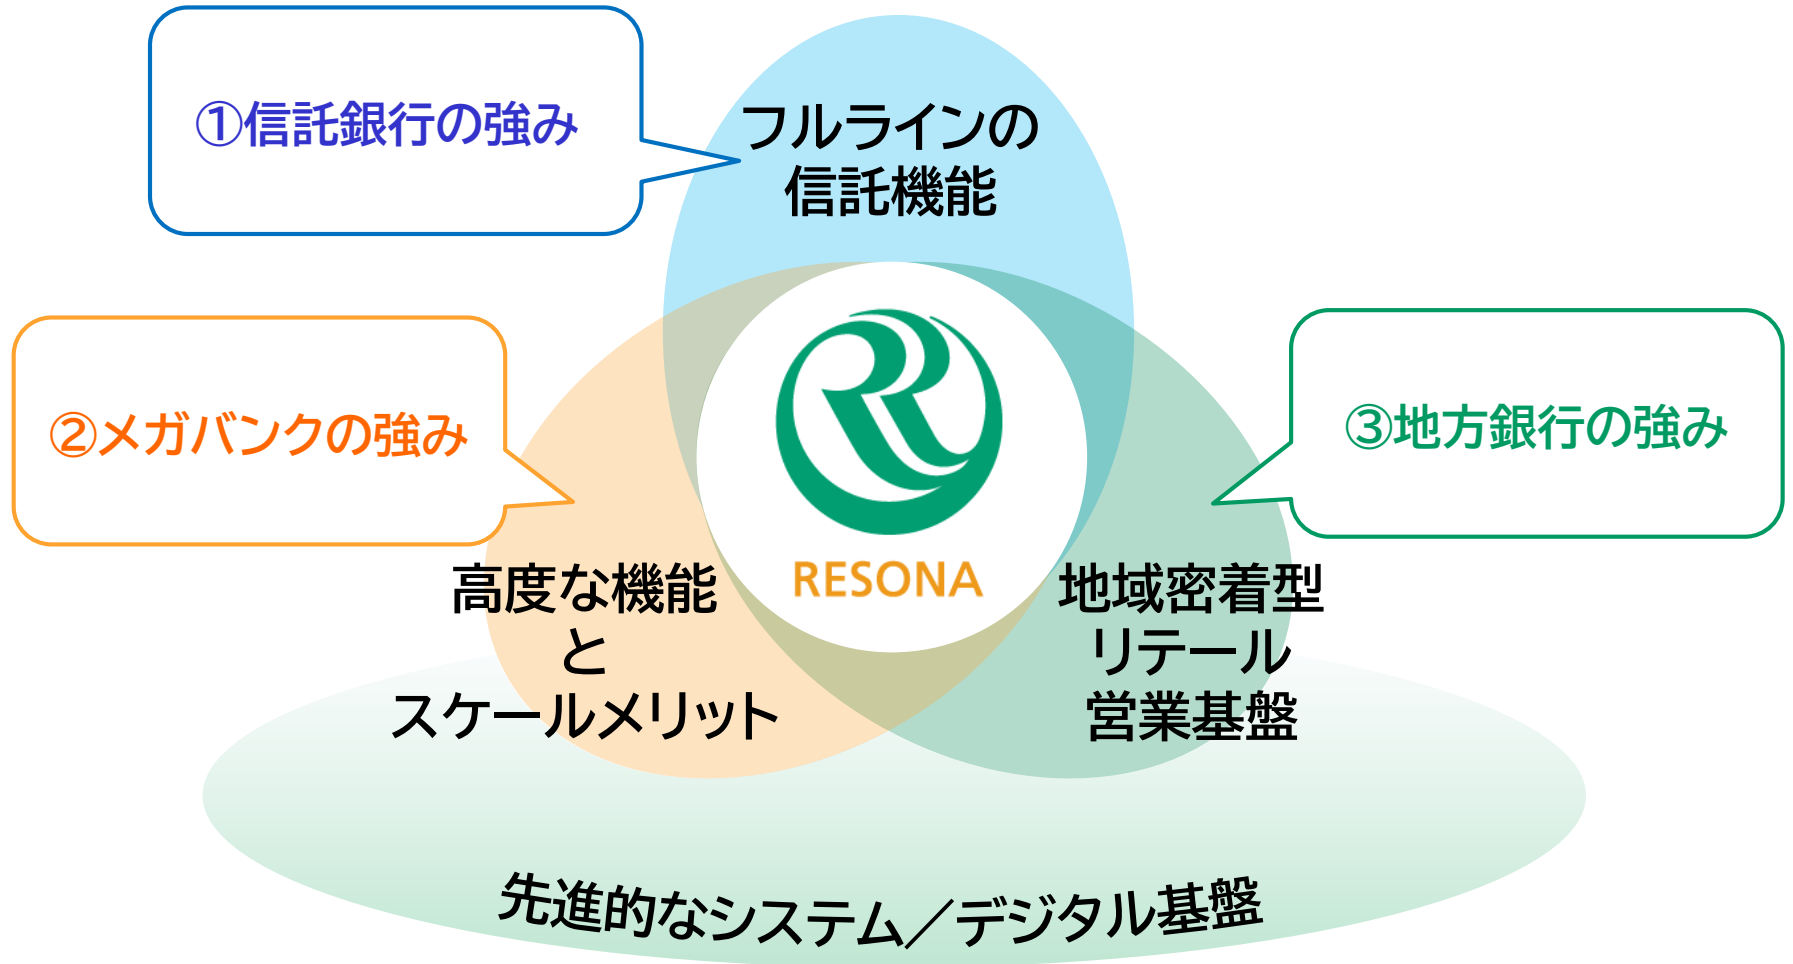 ①信託銀行の強み
フルラインの
信託機能
②メガバンクの強み
③地方銀行の強み
RESONA
高度な機能
と
スケールメリット
地域密着型
リテール
営業基盤
先進的なシステム／デジタル基盤